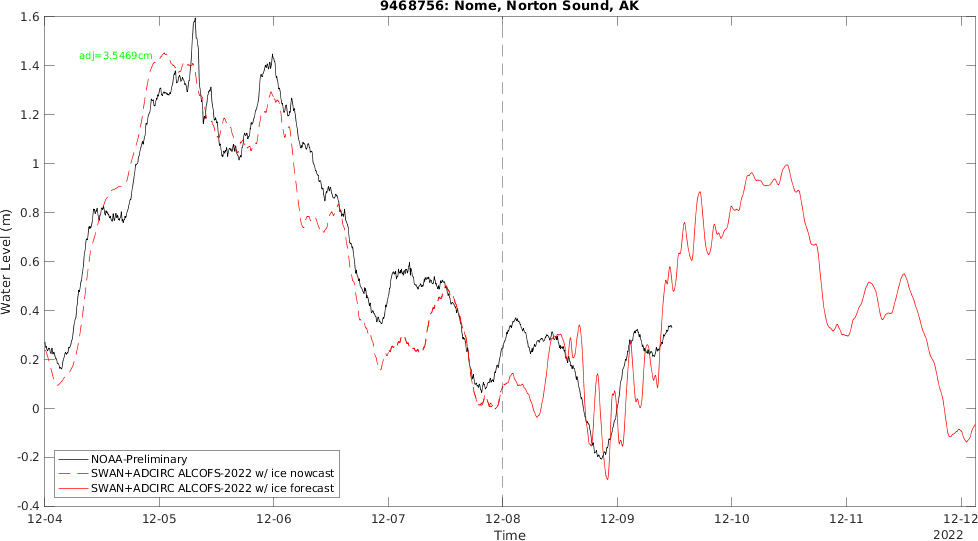 9468756: Nome, Norton Sound, AK
1.6
1.4
1.2
1
0.8
0.6
0.4
0.2
0
-0.2
-0.4
Water Level (m)
adj=3.5469cm
NOAA-Preliminary
SWAN+ADCIRC ALCOFS-2022 w/ ice nowcast
SWAN+ADCIRC ALCOFS-2022 w/ ice forecast
12-04 12-05 12-06 12-07 12-08 12-09 12-10 12-11 12-12
Time
2022